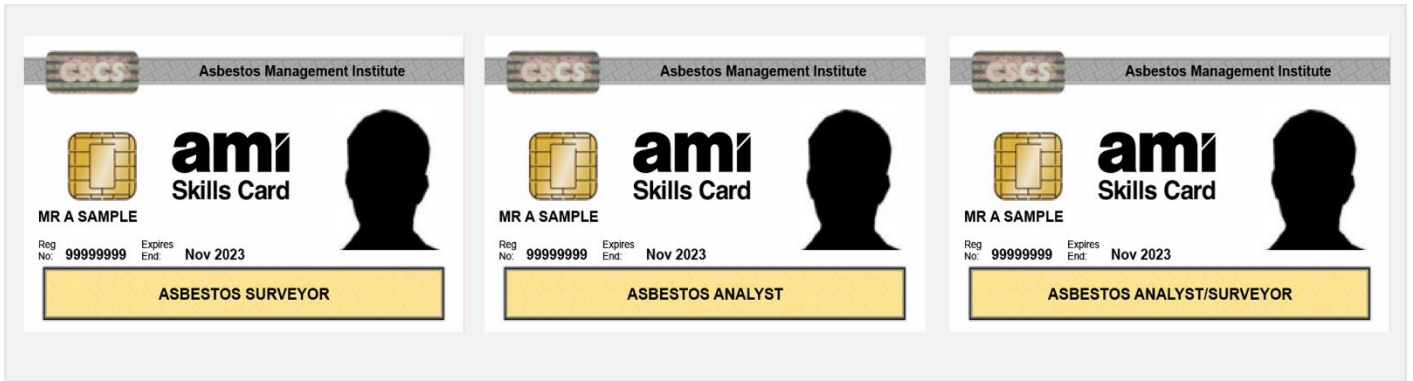 CSCS Asbestos Management Institute
ami
Skills Card
MR A SAMPLE
Reg No: 99999999 Expires End: Nov 2023
ASBESTOS SURVEYOR
CSCS Asbestos Management Institute
ami
Skills Card
MR A SAMPLE
Reg No: 99999999 Expires End: Nov 2023
ASBESTOS ANALYST
CSCS Asbestos Management Institute
ami
Skills Card
MR A SAMPLE
Reg No: 99999999 Expires End: Nov 2023
ASBESTOS ANALYST/SURVEYOR